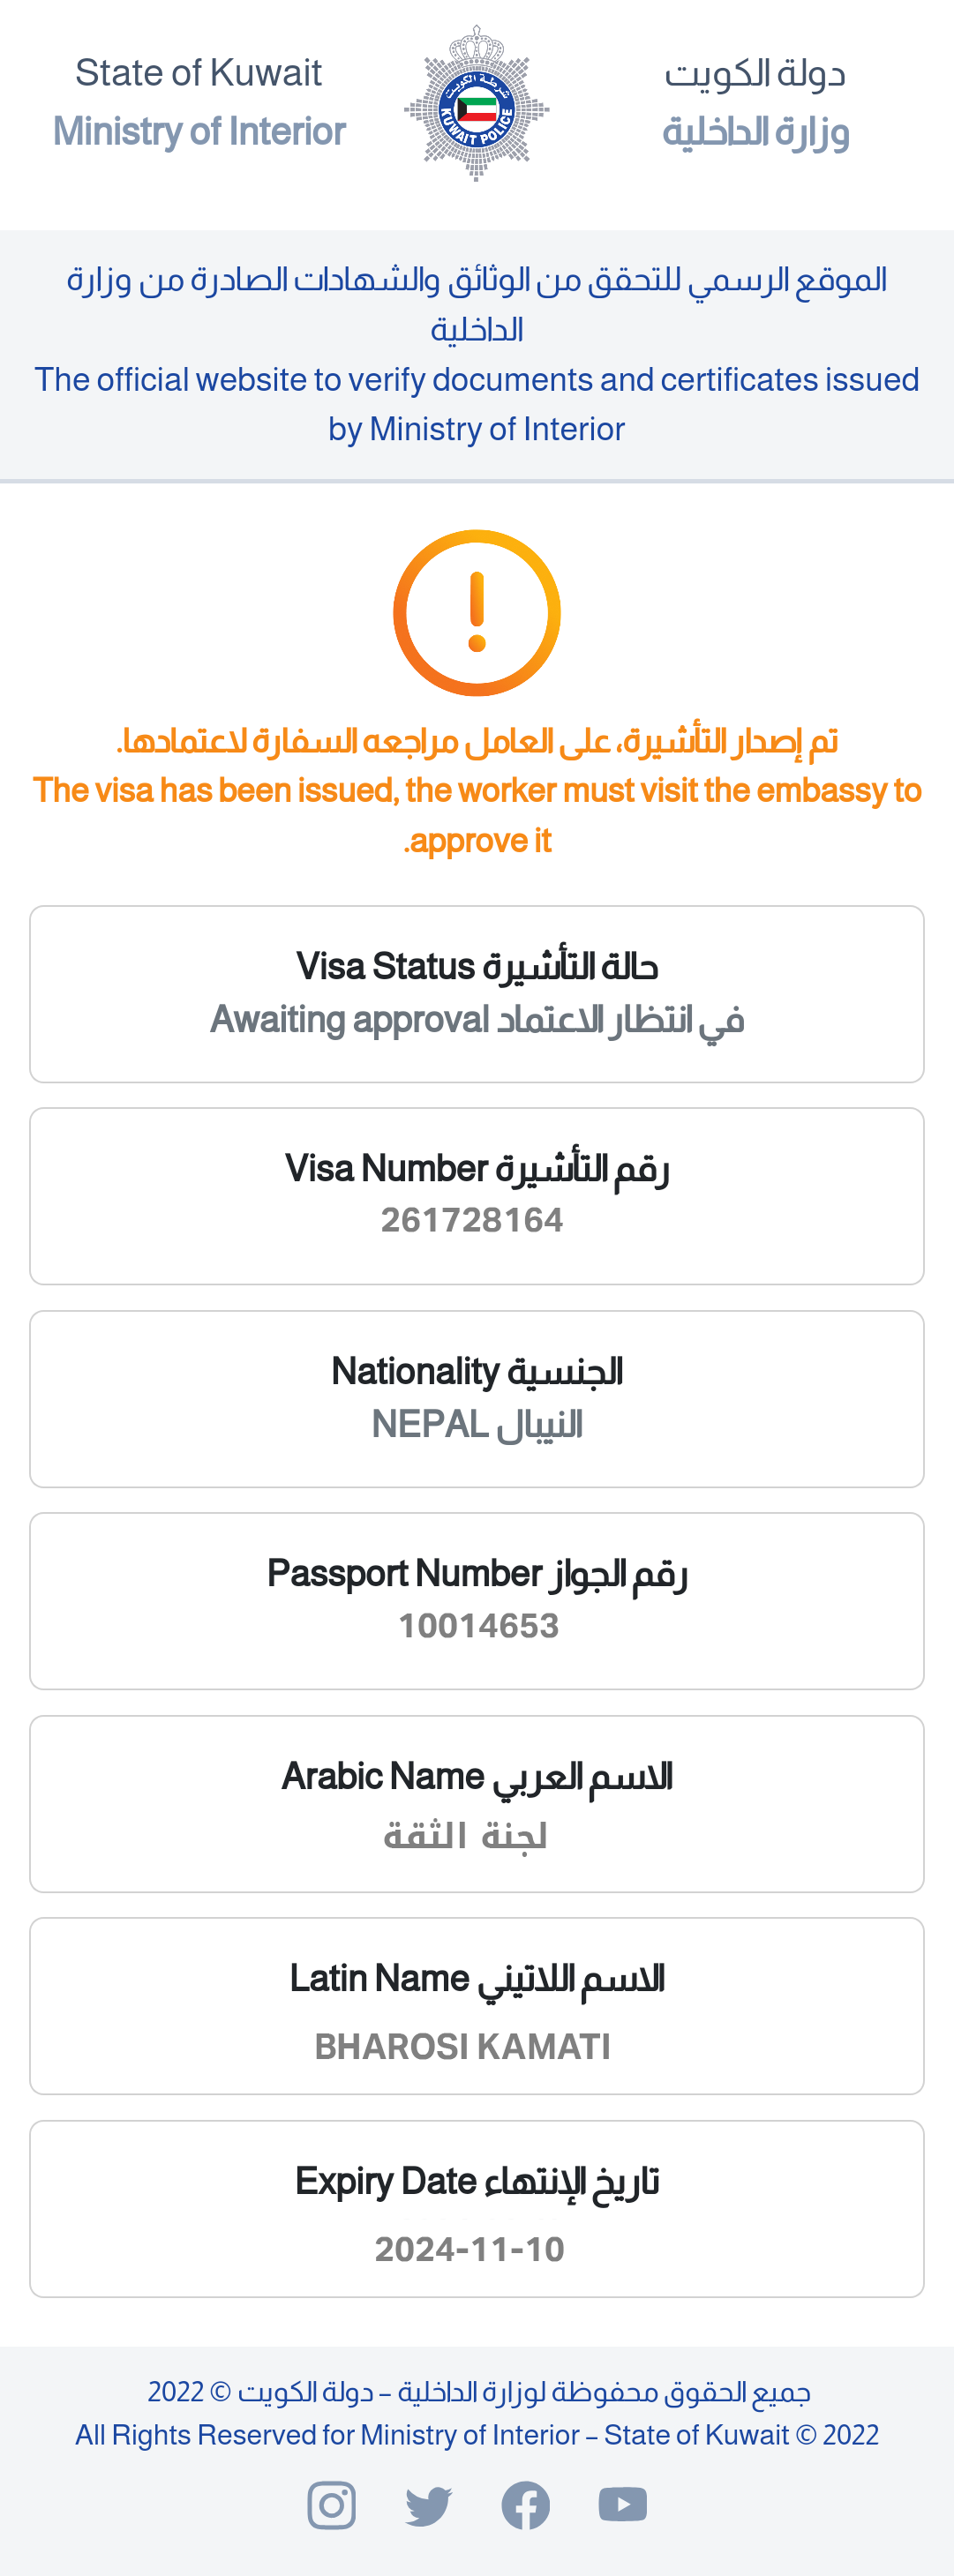 State of Kuwait
Ministry of Interior
شرطة الكويت
KUWAIT POLICE
دولة الكويت
وزارة الداخلية
الموقع الرسمي للتحقق من الوثائق والشهادات الصادرة من وزارة
الداخلية
The official website to verify documents and certificates issued
by Ministry of Interior
تم إصدار التأشيرة، على العامل مراجعه السفارة لاعتمادها.
The visa has been issued, the worker must visit the embassy to
.approve it
Visa Status حالة التأشيرة
Awaiting approval في انتظار الاعتماد
Visa Number رقم التأشيرة
261728164
Nationality الجنسية
NEPAL النيبال
Passport Number رقم الجواز
10014653
Arabic Name الاسم العربي
لجنة الثقة
Latin Name الاسم اللاتيني
BHAROSI KAMATI
Expiry Date تاريخ الإنتهاء
2024-11-10
جميع الحقوق محفوظة لوزارة الداخلية – دولة الكويت © 2022
All Rights Reserved for Ministry of Interior – State of Kuwait © 2022